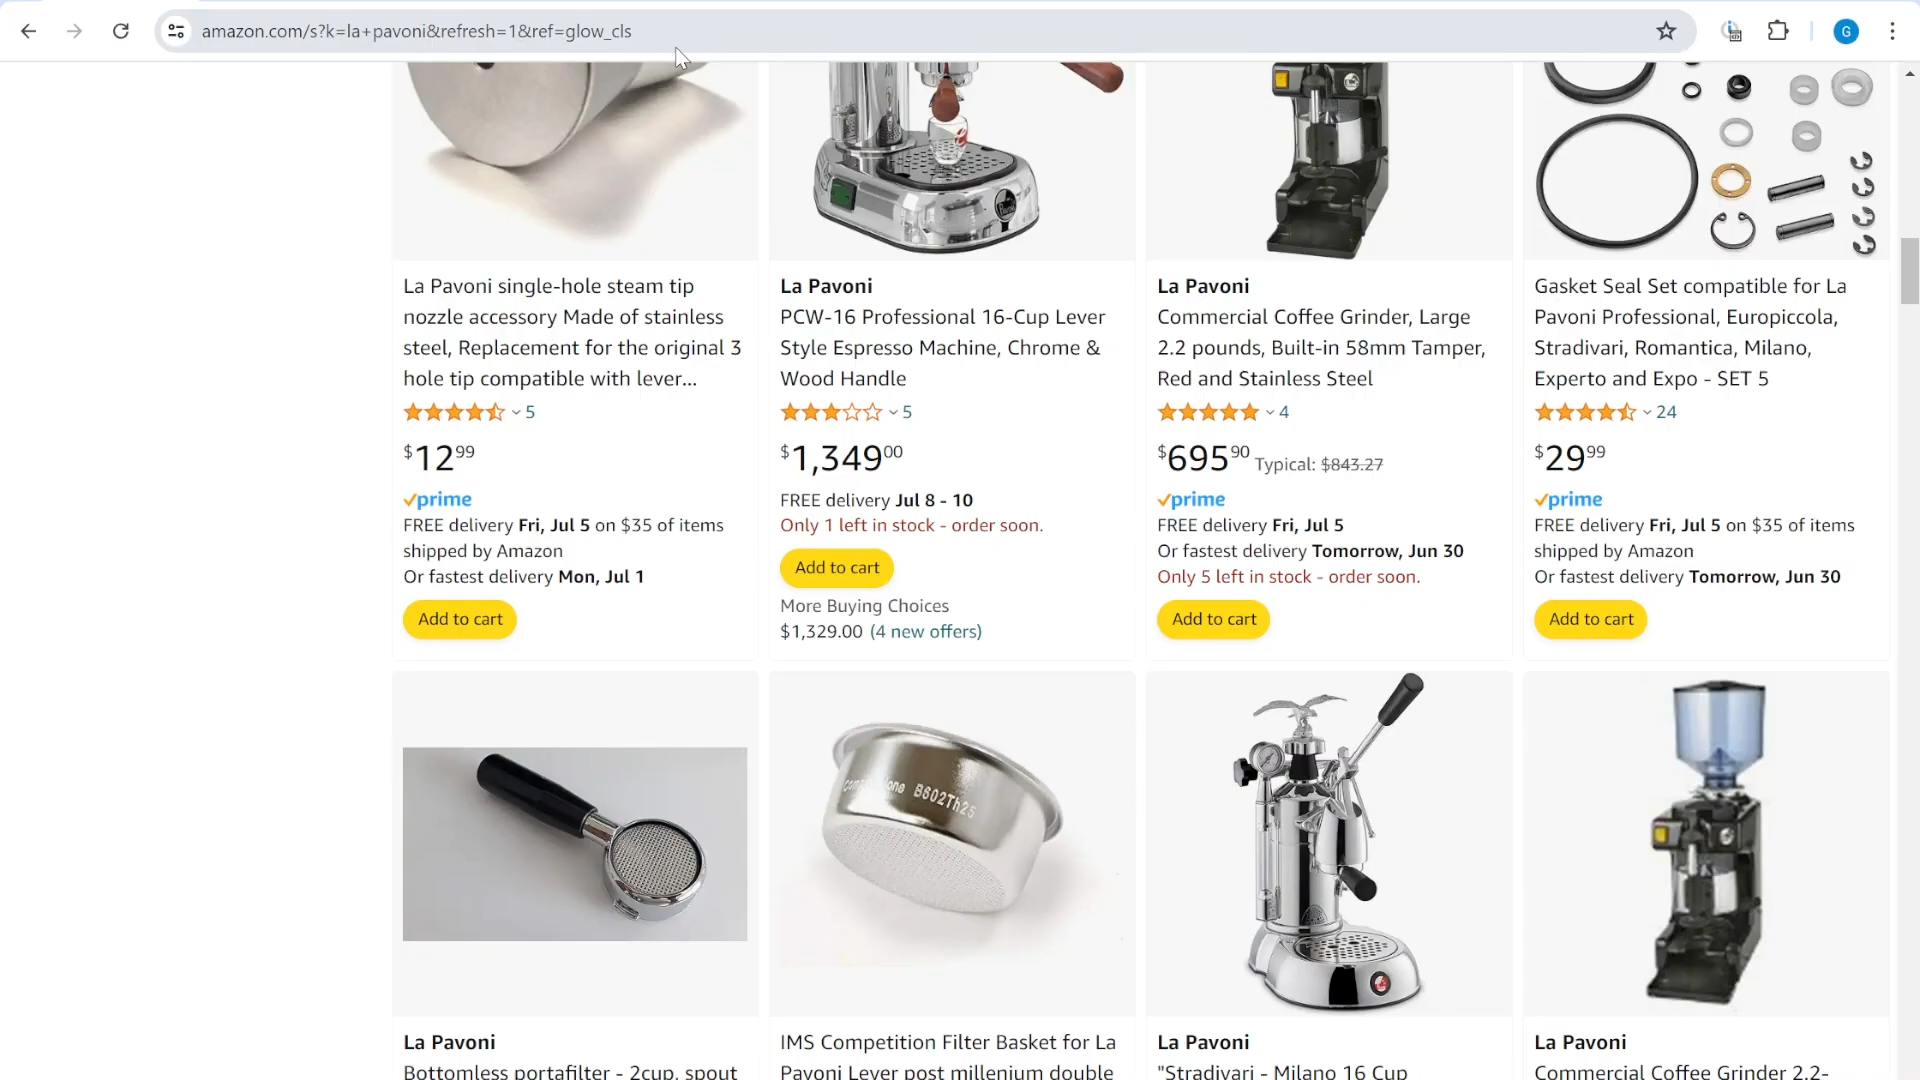 amazon.com/s?k=la+pavoni&refresh=1&ref=glow_cls
G
La Pavoni single-hole steam tip
nozzle accessory Made of stainless
steel, Replacement for the original 3
hole tip compatible with lever...
5
$12.99
prime
FREE delivery Fri, Jul 5 on $35 of items
shipped by Amazon
Or fastest delivery Mon, Jul 1
Add to cart
La Pavoni
PCW-16 Professional 16-Cup Lever
Style Espresso Machine, Chrome &
Wood Handle
5
$1,349.00
FREE delivery Jul 8 - 10
Only 1 left in stock - order soon.
Add to cart
More Buying Choices
$1,329.00 (4 new offers)
La Pavoni
Commercial Coffee Grinder, Large
2.2 pounds, Built-in 58mm Tamper,
Red and Stainless Steel
4
$695.90 Typical: $843.27
prime
FREE delivery Fri, Jul 5
Or fastest delivery Tomorrow, Jun 30
Only 5 left in stock - order soon.
Add to cart
Gasket Seal Set compatible for La
Pavoni Professional, Europiccola,
Stradivari, Romantica, Milano,
Experto and Expo - SET 5
24
$29.99
prime
FREE delivery Fri, Jul 5 on $35 of items
shipped by Amazon
Or fastest delivery Tomorrow, Jun 30
Add to cart
B602Th25
La Pavoni
Bottomless portafilter - 2cup, spout
IMS Competition Filter Basket for La
Pavoni Lever post millenium double
La Pavoni
"Stradivari - Milano 16 Cup
La Pavoni
Commercial Coffee Grinder 2.2-